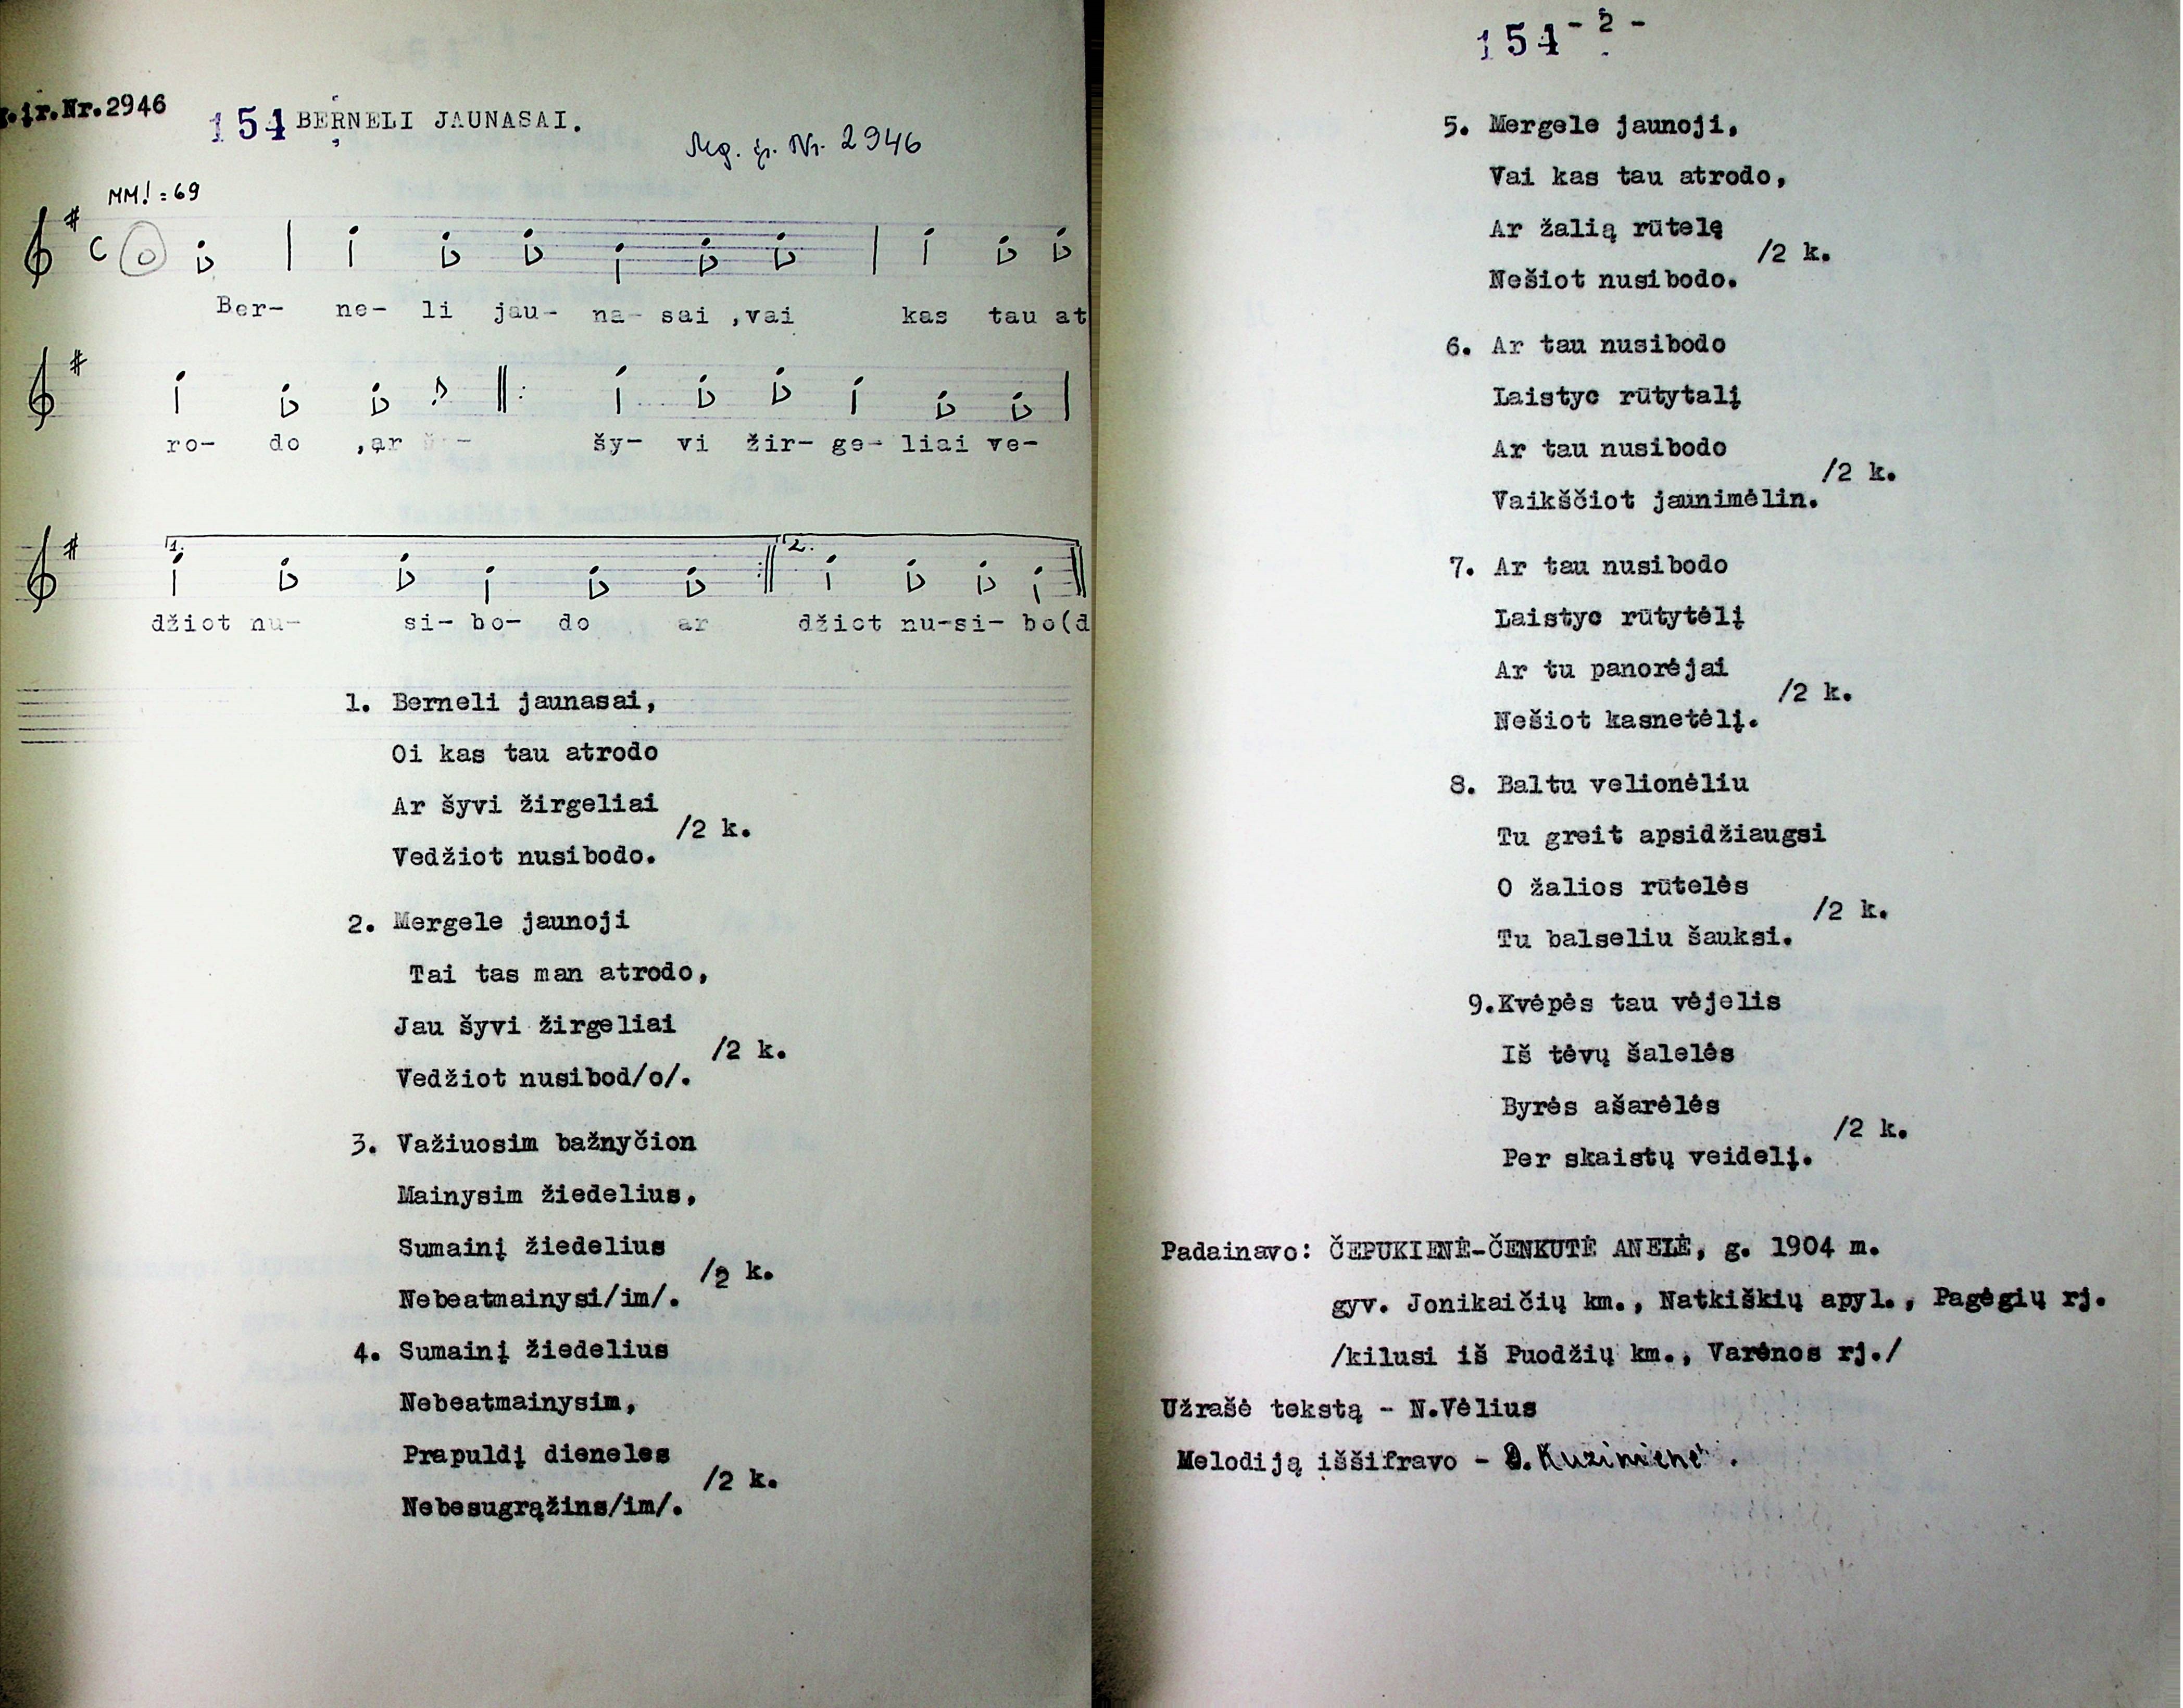 g.įr.Nr.2946
154 BERNELI JAUNASAI.
Mg. įr. Nr. 2946
MM ! = 69
Ber- ne- li jau- na- sai ,vai kas tau at
ro- do ,ar šy- vi žir- ge- liai ve-
1. 2.
džiot nu- si- bo- do ar džiot nu-si- bo(d
1. Berneli jaunasai,
Oi kas tau atrodo
Ar šyvi žirgeliai
/2 k.
Vedžiot nusibodo.
2. Mergele jaunoji
Tai tas man atrodo,
Jau šyvi žirgeliai
/2 k.
Vedžiot nusibod/o/.
3. Važiuosim bažnyčion
Mainysim žiedelius,
Sumainį žiedelius
/2 k.
Nebeatmainysi/im/.
4. Sumainį žiedelius
Nebeatmainysim,
Prapuldį dieneles
/2 k.
Nebesugrąžins/im/.
154 - 2 -
5. Mergele jaunoji,
Vai kas tau atrodo,
Ar žalią rūtelę
/2 k.
Nešiot nusibodo.
6. Ar tau nusibodo
Laistyc rūtytalį
Ar tau nusibodo
/2 k.
Vaikščiot jaunimėlin.
7. Ar tau nusibodo
Laistyc rūtytėlį
Ar tu panorėjai
/2 k.
Nešiot kasnetėlį.
8. Baltu velionėliu
Tu greit apsidžiaugsi
O žalios rūtelės
/2 k.
Tu balseliu šauksi.
9.Kvėpės tau vėjelis
Iš tėvų šalelės
Byrės ašarėlės
/2 k.
Per skaistų veidelį.
Padainavo: ČEPUKIENĖ-ČENKUTĖ ANELĖ, g. 1904 m.
gyv. Jonikaičių km., Natkiškių apyl., Pagėgių rj.
/kilusi iš Puodžių km., Varėnos rj./
Užrašė tekstą - N.Vėlius
Melodiją iššifravo - D. Kuzinienė.